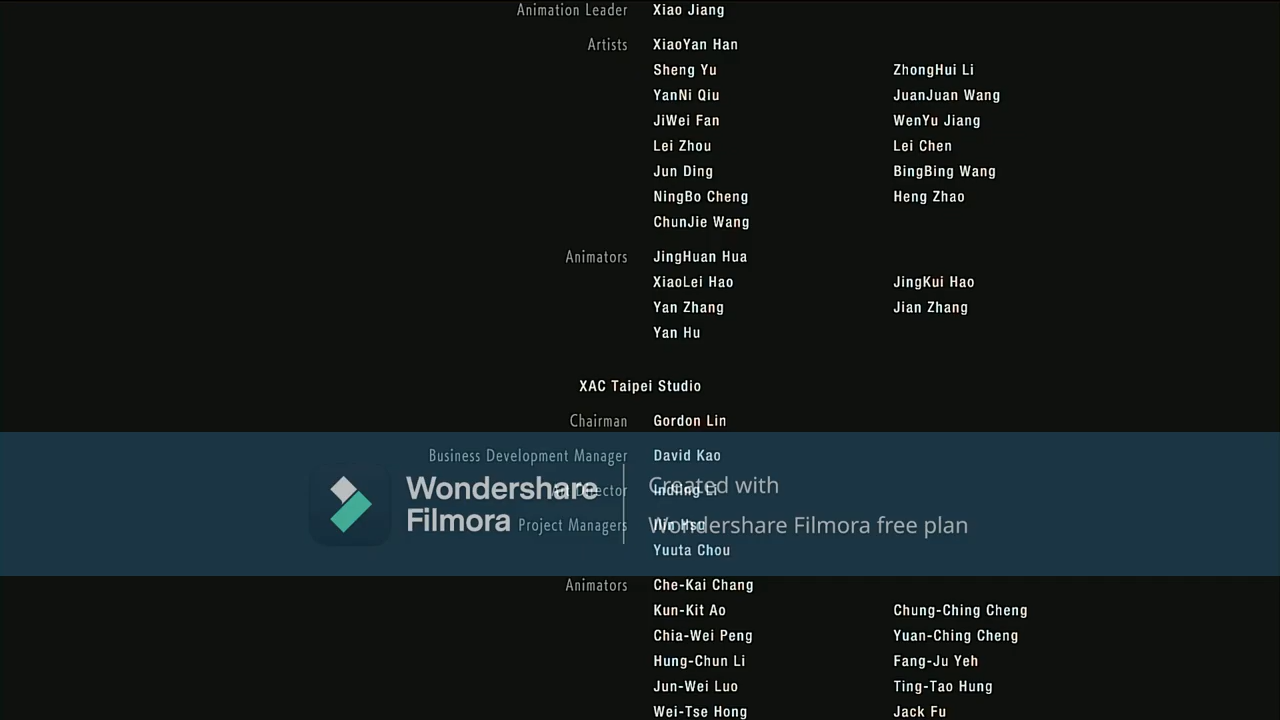 Animation Leader Xiao Jiang
Artists XiaoYan Han
Sheng Yu ZhongHui Li
YanNi Qiu JuanJuan Wang
JiWei Fan WenYu Jiang
Lei Zhou Lei Chen
Jun Ding BingBing Wang
NingBo Cheng Heng Zhao
ChunJie Wang
Animators JingHuan Hua
XiaoLei Hao JingKui Hao
Yan Zhang Jian Zhang
Yan Hu
XAC Taipei Studio
Chairman Gordon Lin
Business Development Manager David Kao
Art Director Li
Project Managers Hsu
Yuuta Chou
Wondershare
Filmora
Created with
Wondershare Filmora free plan
Animators Che-Kai Chang
Kun-Kit Ao Chung-Ching Cheng
Chia-Wei Peng Yuan-Ching Cheng
Hung-Chun Li Fang-Ju Yeh
Jun-Wei Luo Ting-Tao Hung
Wei-Tse Hong Jack Fu